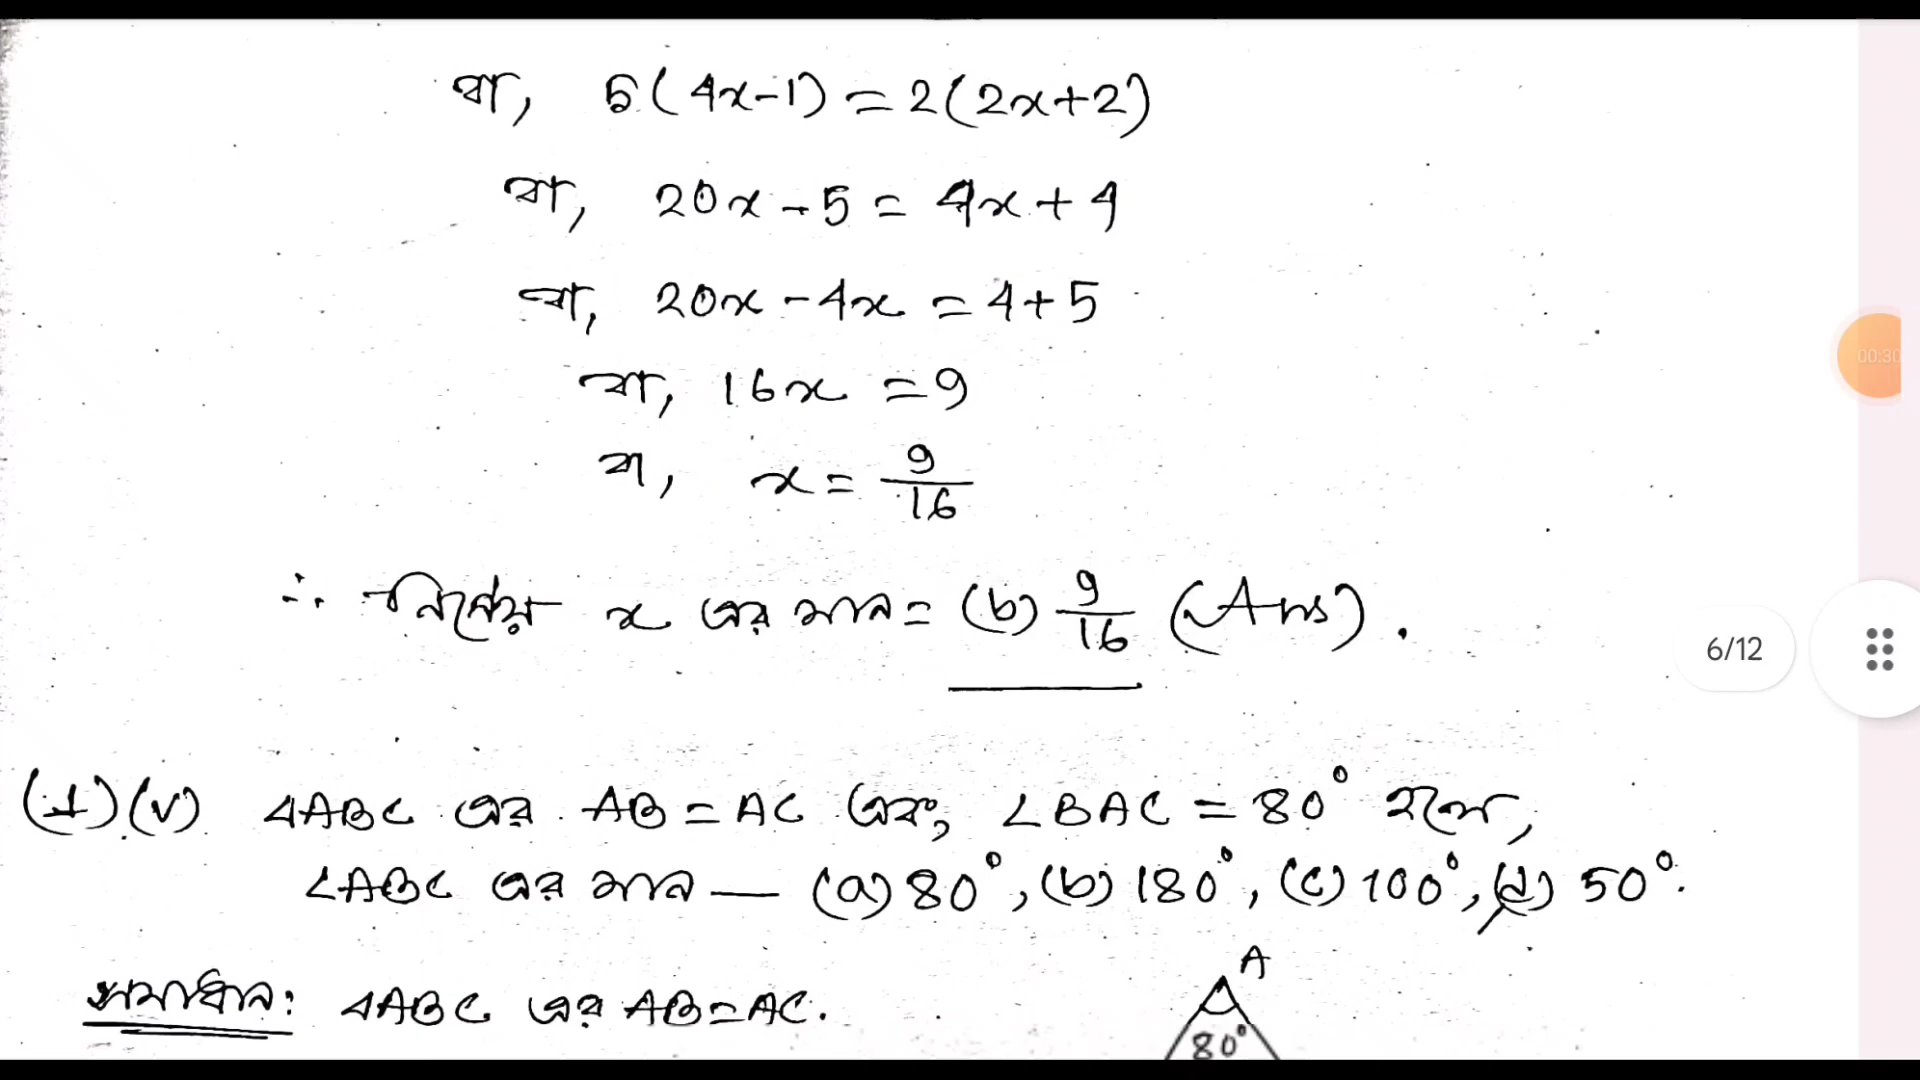 বা, 5(4x-1) = 2(2x+2)
বা, 20x - 5 = 4x + 4
বা, 20x - 4x = 4 + 5
বা, 16x = 9
বা, x = 9/16
∴ নির্ণেয় x এর মান = (b) 9/16 (Ans).
6/12
00:30
(1)(v) ΔABC এর AB = AC এবং, ∠BAC = 80° হলে,
∠ABC এর মান — (a) 80°, (b) 180°, (c) 100°, (d) 50°.
সমাধান: ΔABC এর AB = AC.
A
80°